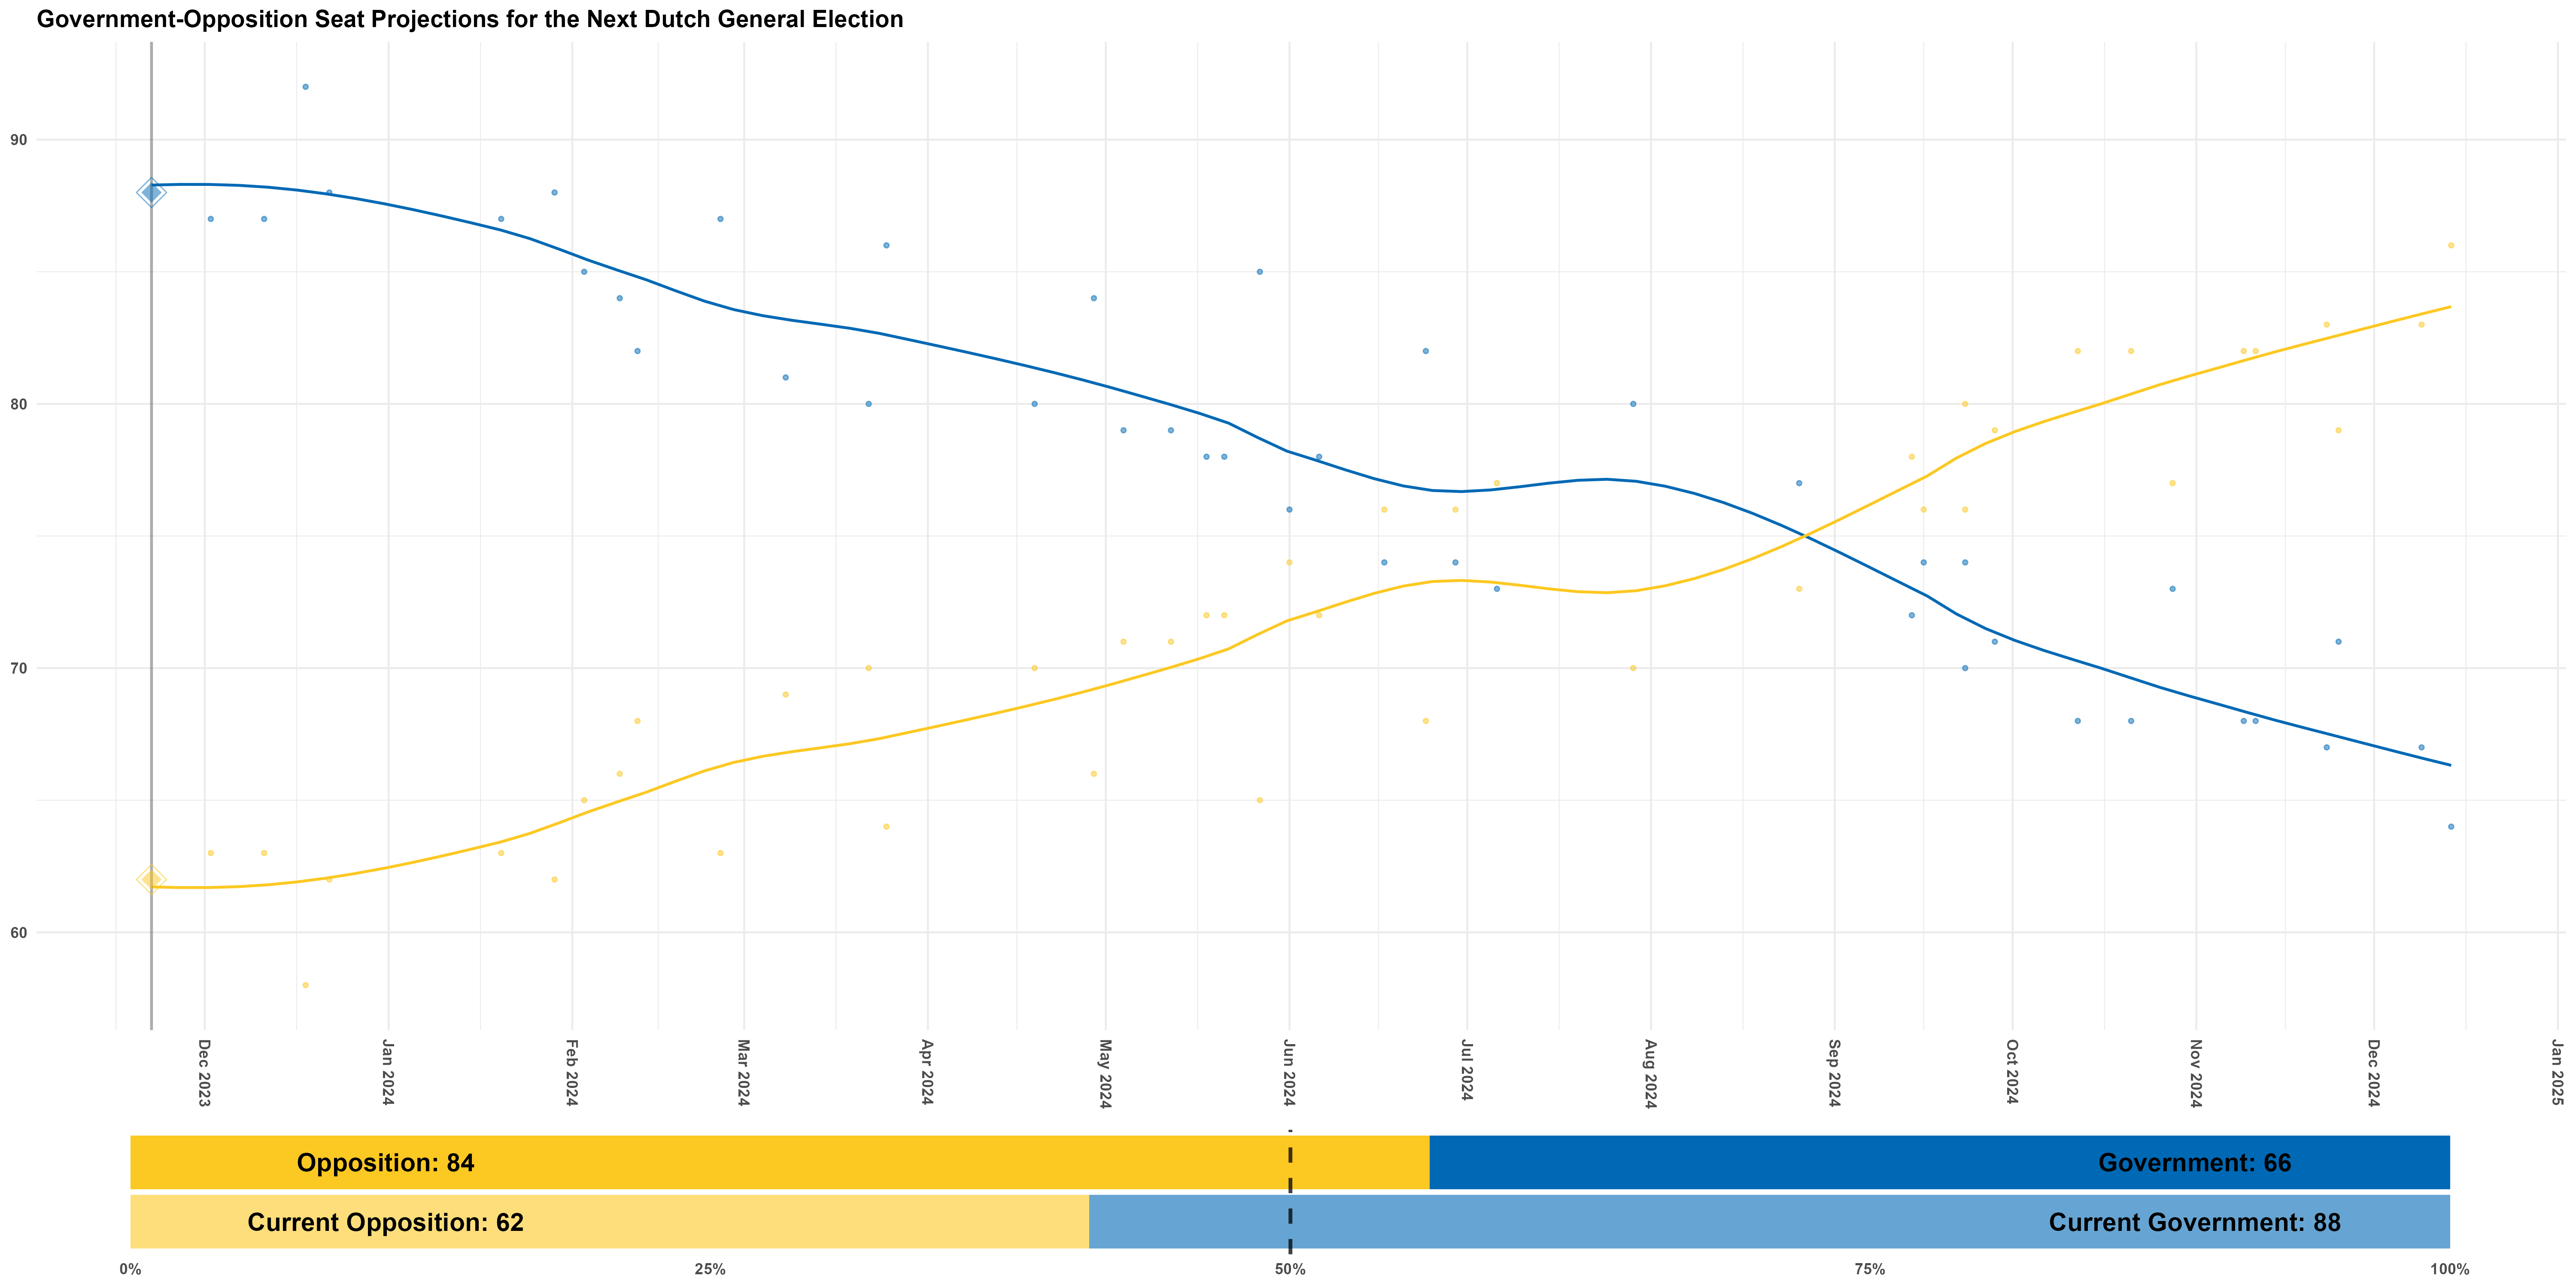 Government-Opposition Seat Projections for the Next Dutch General Election
90
80
70
60
Dec 2023
Jan 2024
Feb 2024
Mar 2024
Apr 2024
May 2024
Jun 2024
Jul 2024
Aug 2024
Sep 2024
Oct 2024
Nov 2024
Dec 2024
Jan 2025
Opposition: 84
Government: 66
Current Opposition: 62
Current Government: 88
0%
25%
50%
75%
100%